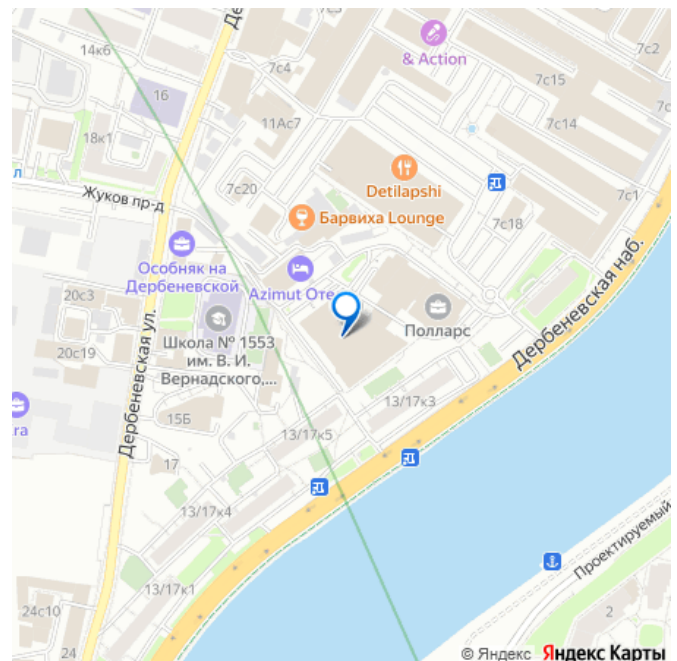 14к6
Де
7с4
& Action
7с2
7с15
16
11Ас7
7с14
18к1
л
Жуков пр-д
7с20
Detilapshi
7с1
Барвиха Lounge
7с18
Особняк на
Дербеневской
Azimut Оте
20с3
Полларс
Дербеневская наб.
Школа № 1553
им. В. И.
Вернадского,...
20с19
Дербеневская ул.
13/17к3
ra
15Б
13/17к5
17
13/17к4
Проектируемый
13/17к1
24с10
2
24
© Яндекс Яндекс Карты